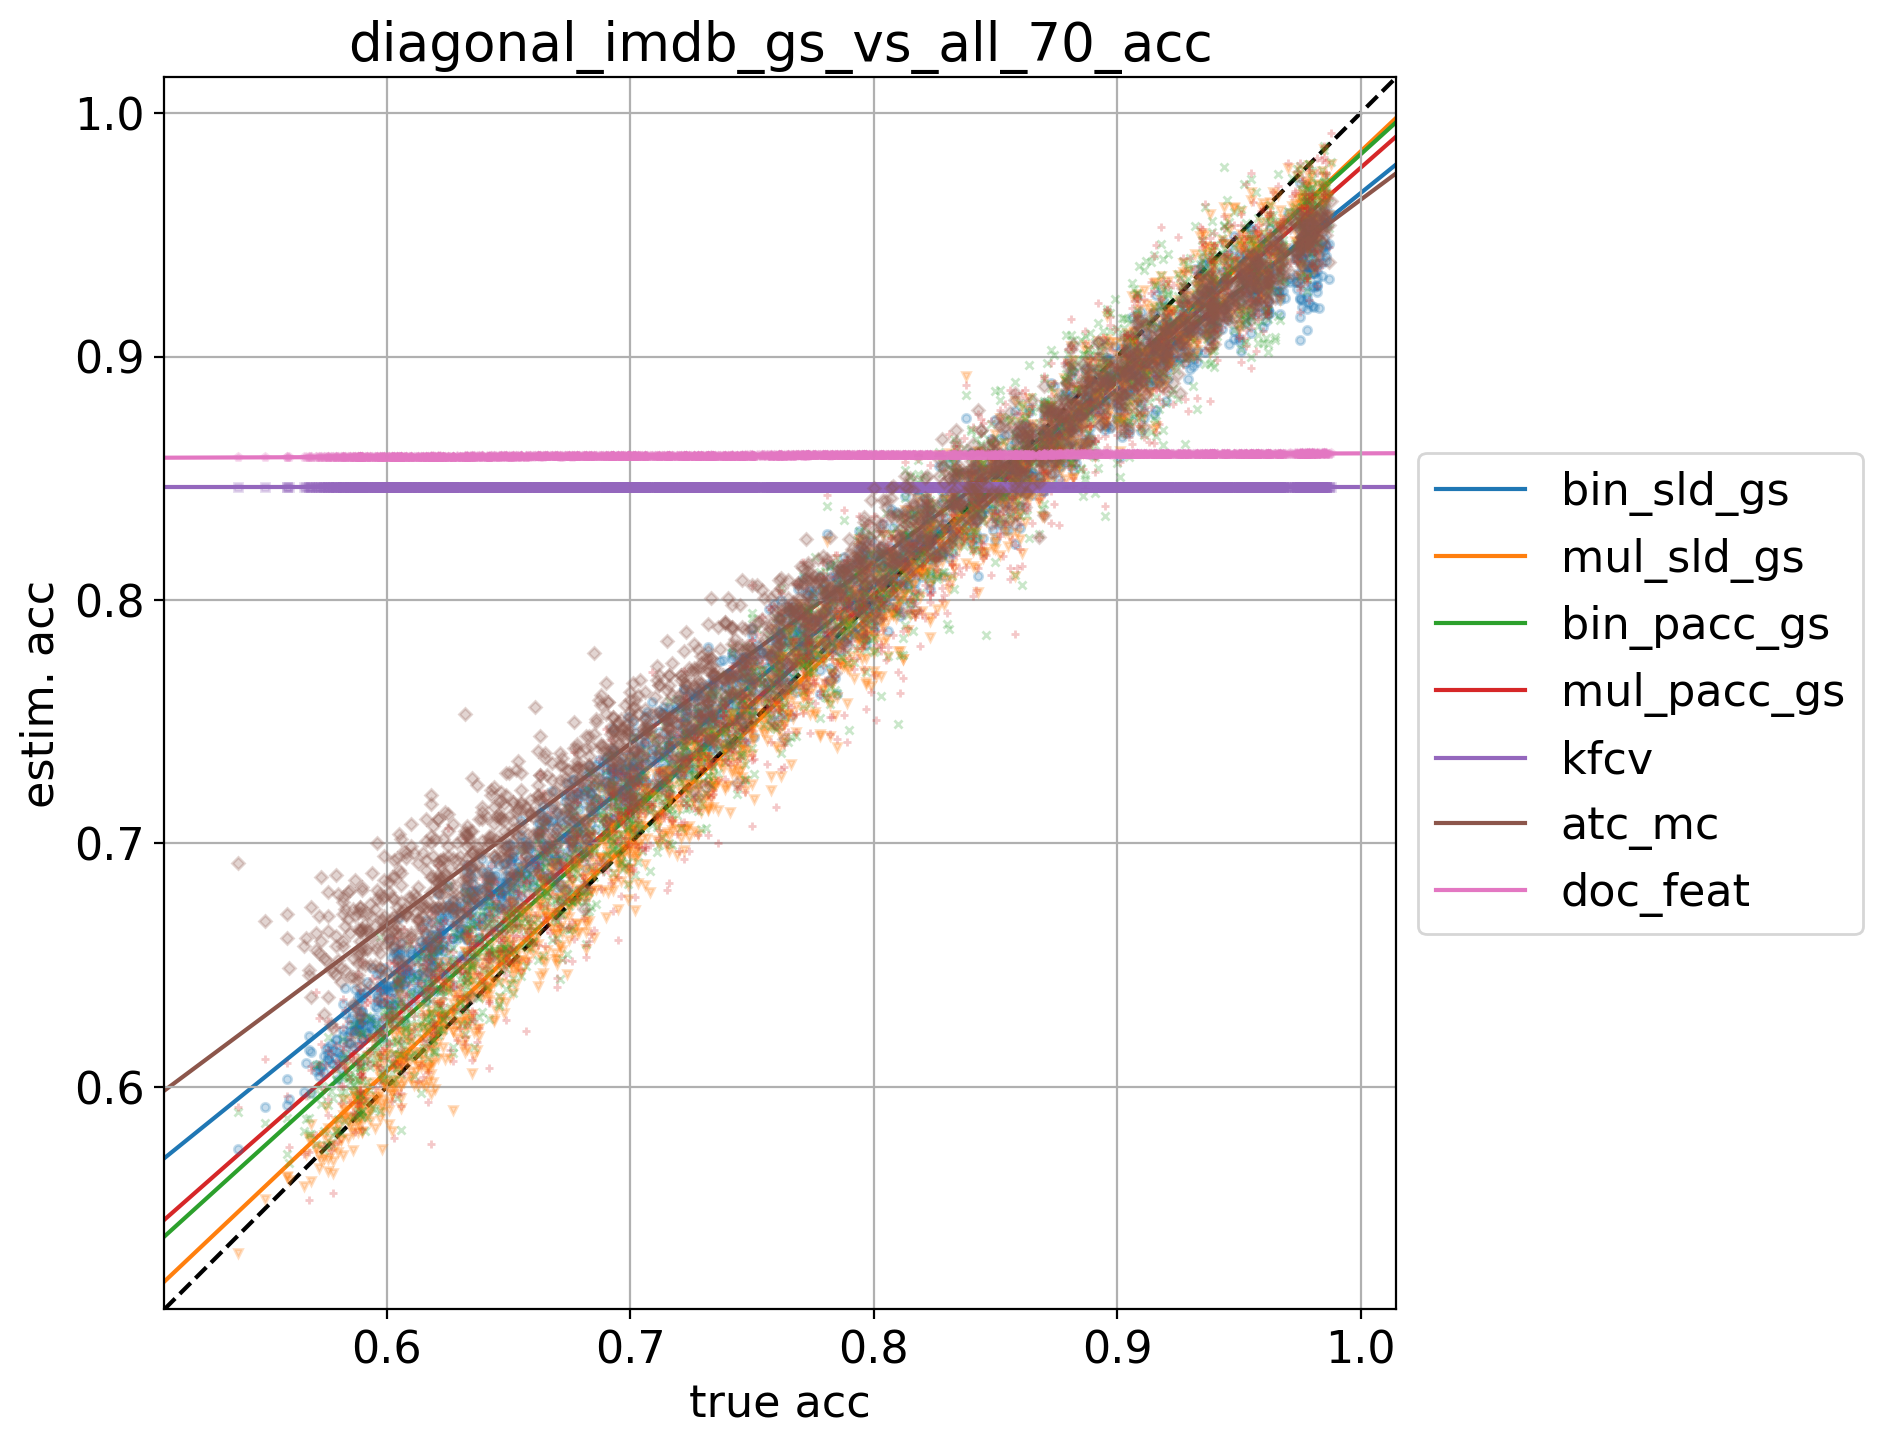 diagonal_imdb_gs_vs_all_70_acc
1.0
0.9
0.8
0.7
0.6
estim. acc
0.6
0.7
0.8
0.9
1.0
true acc
bin_sld_gs
mul_sld_gs
bin_pacc_gs
mul_pacc_gs
kfcv
atc_mc
doc_feat